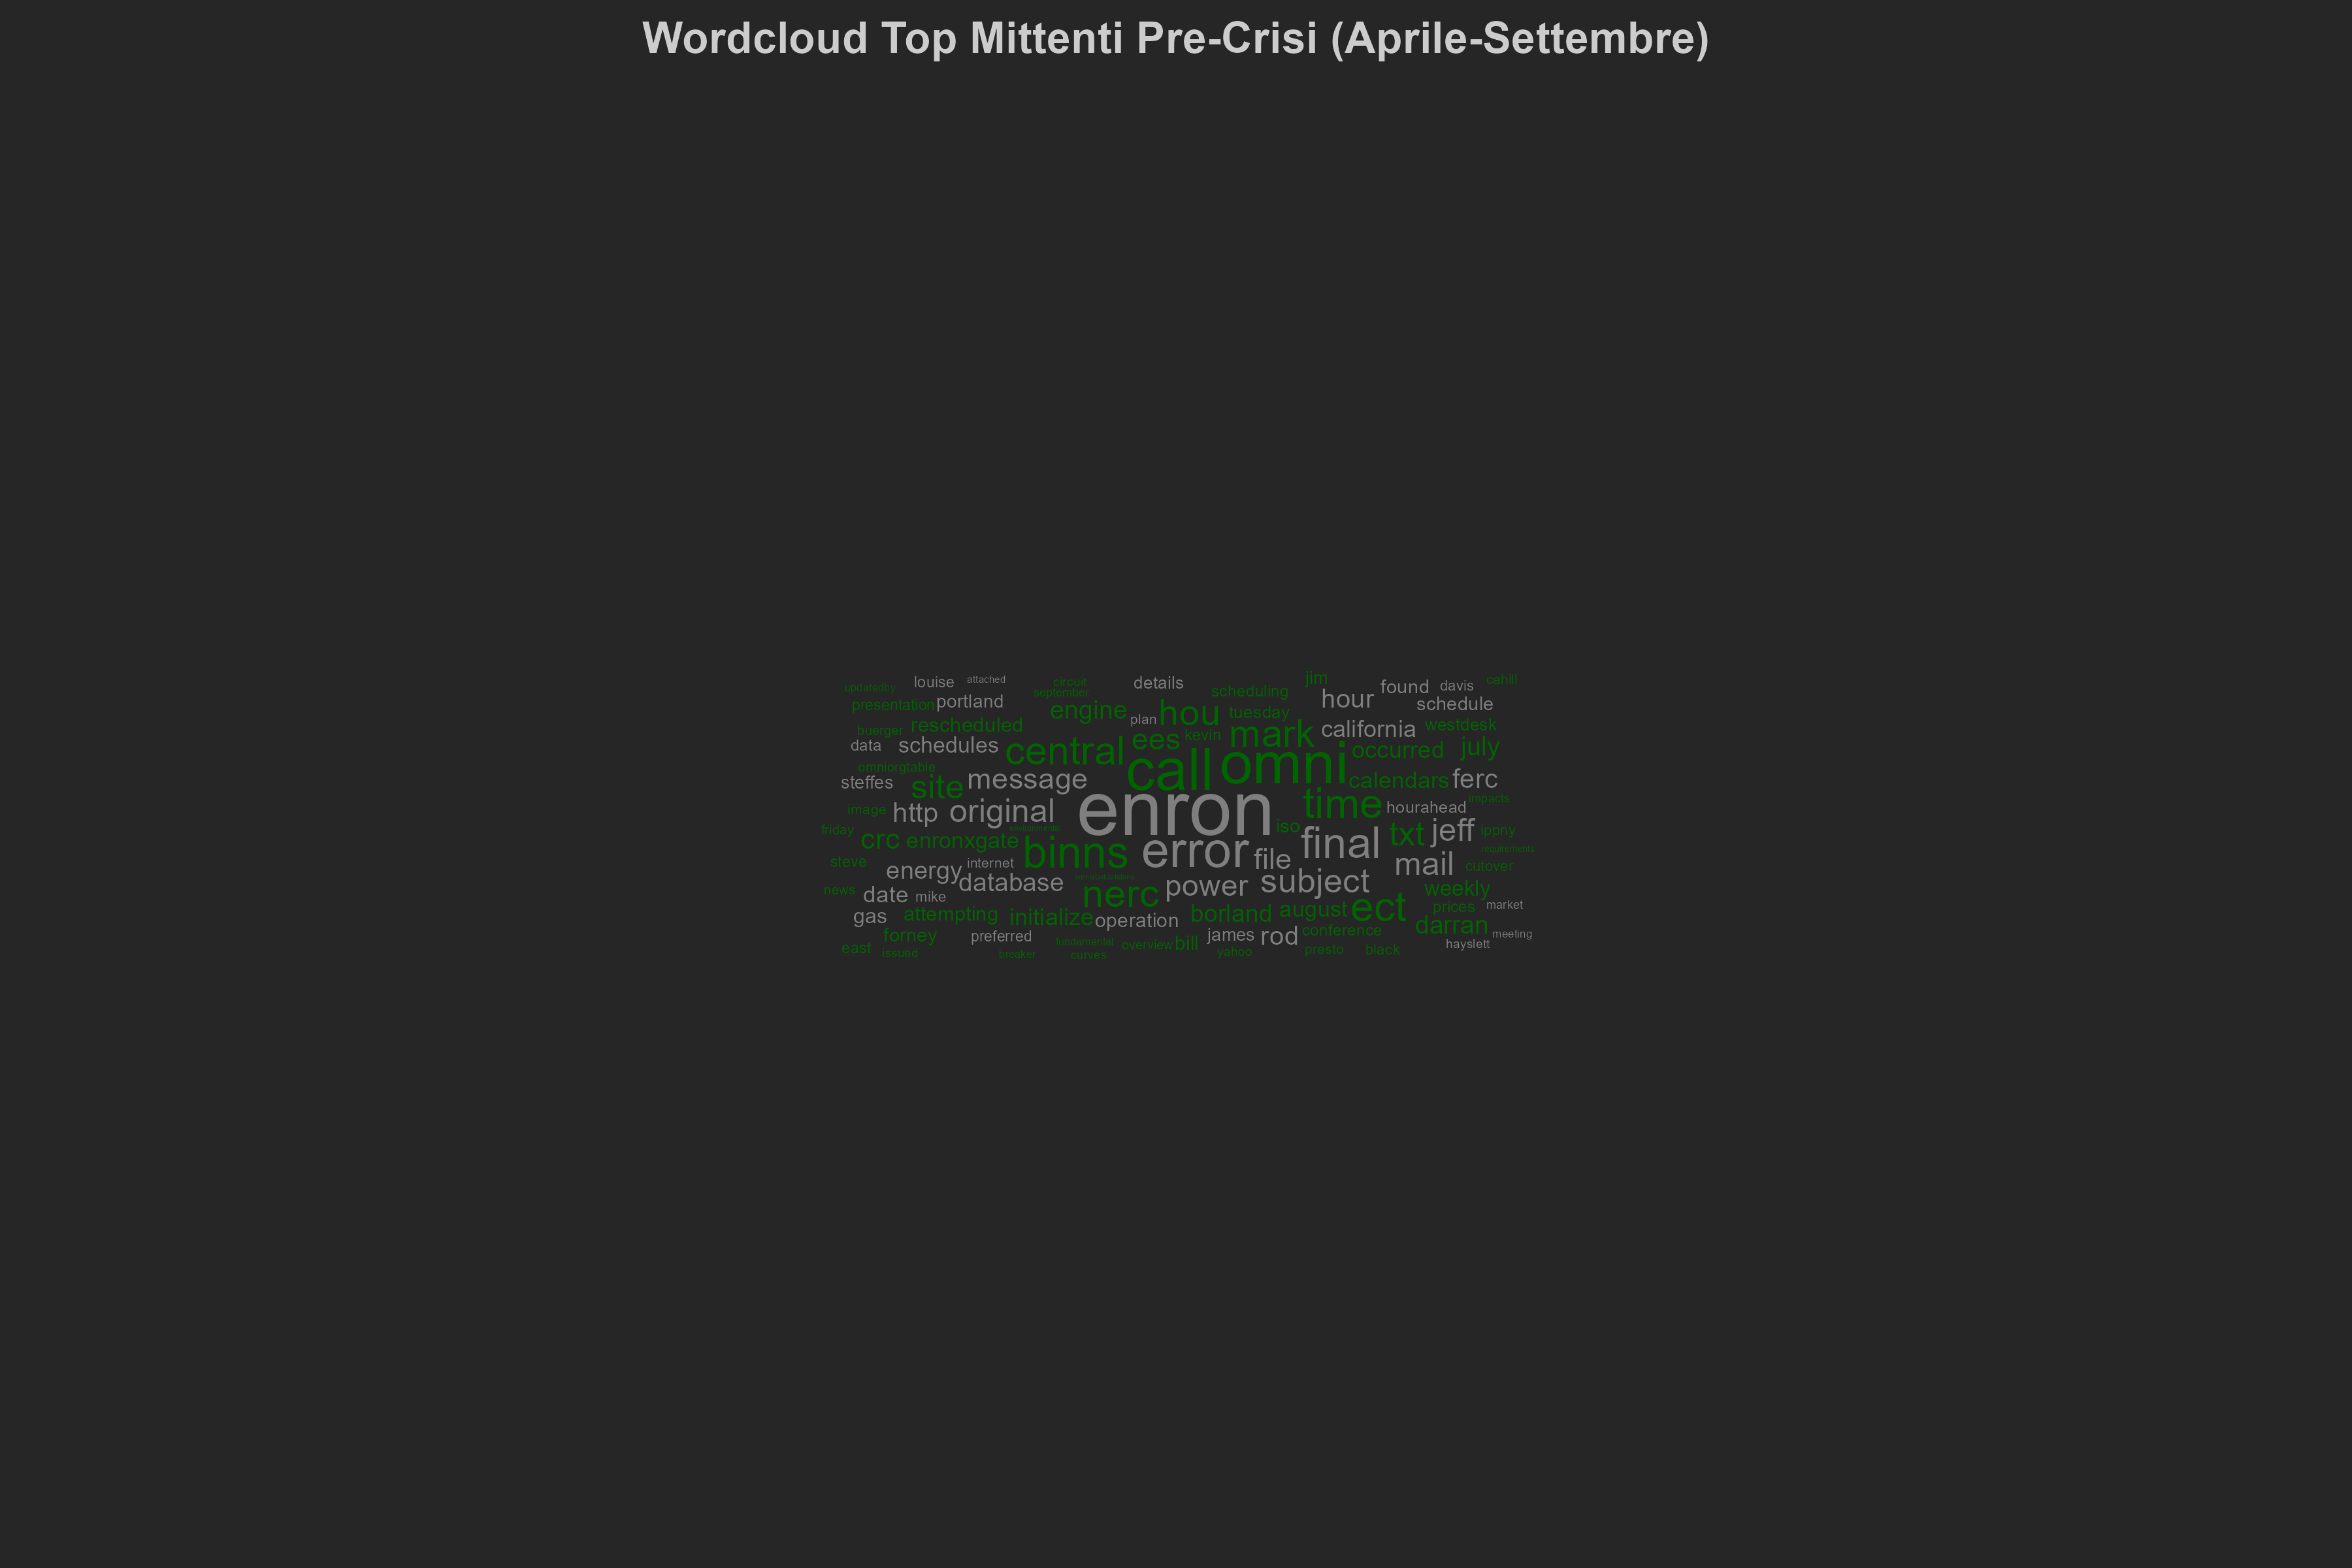 Wordcloud Top Mittenti Pre-Crisi (Aprile-Settembre)
updatedby louise attached circuit details jim found davis cahill
september scheduling hour schedule
presentation portland engine plan hou tuesday
buerger rescheduled kevin mark california westdesk
data schedules central ees occurred july
omniorgtable call omni
steffes site message calendars ferc
image http original enron time hourahead impacts
friday crc enronxgate iso final txt jeff ippny
steve binns error file requirements
energy internet mail cutover
news date mike database nerc power subject weekly
gas attempting initialize operation borland august ect prices market
forney preferred james rod conference darran meeting
east issued breaker fundamental curves overview bill yahoo presto black hayslett